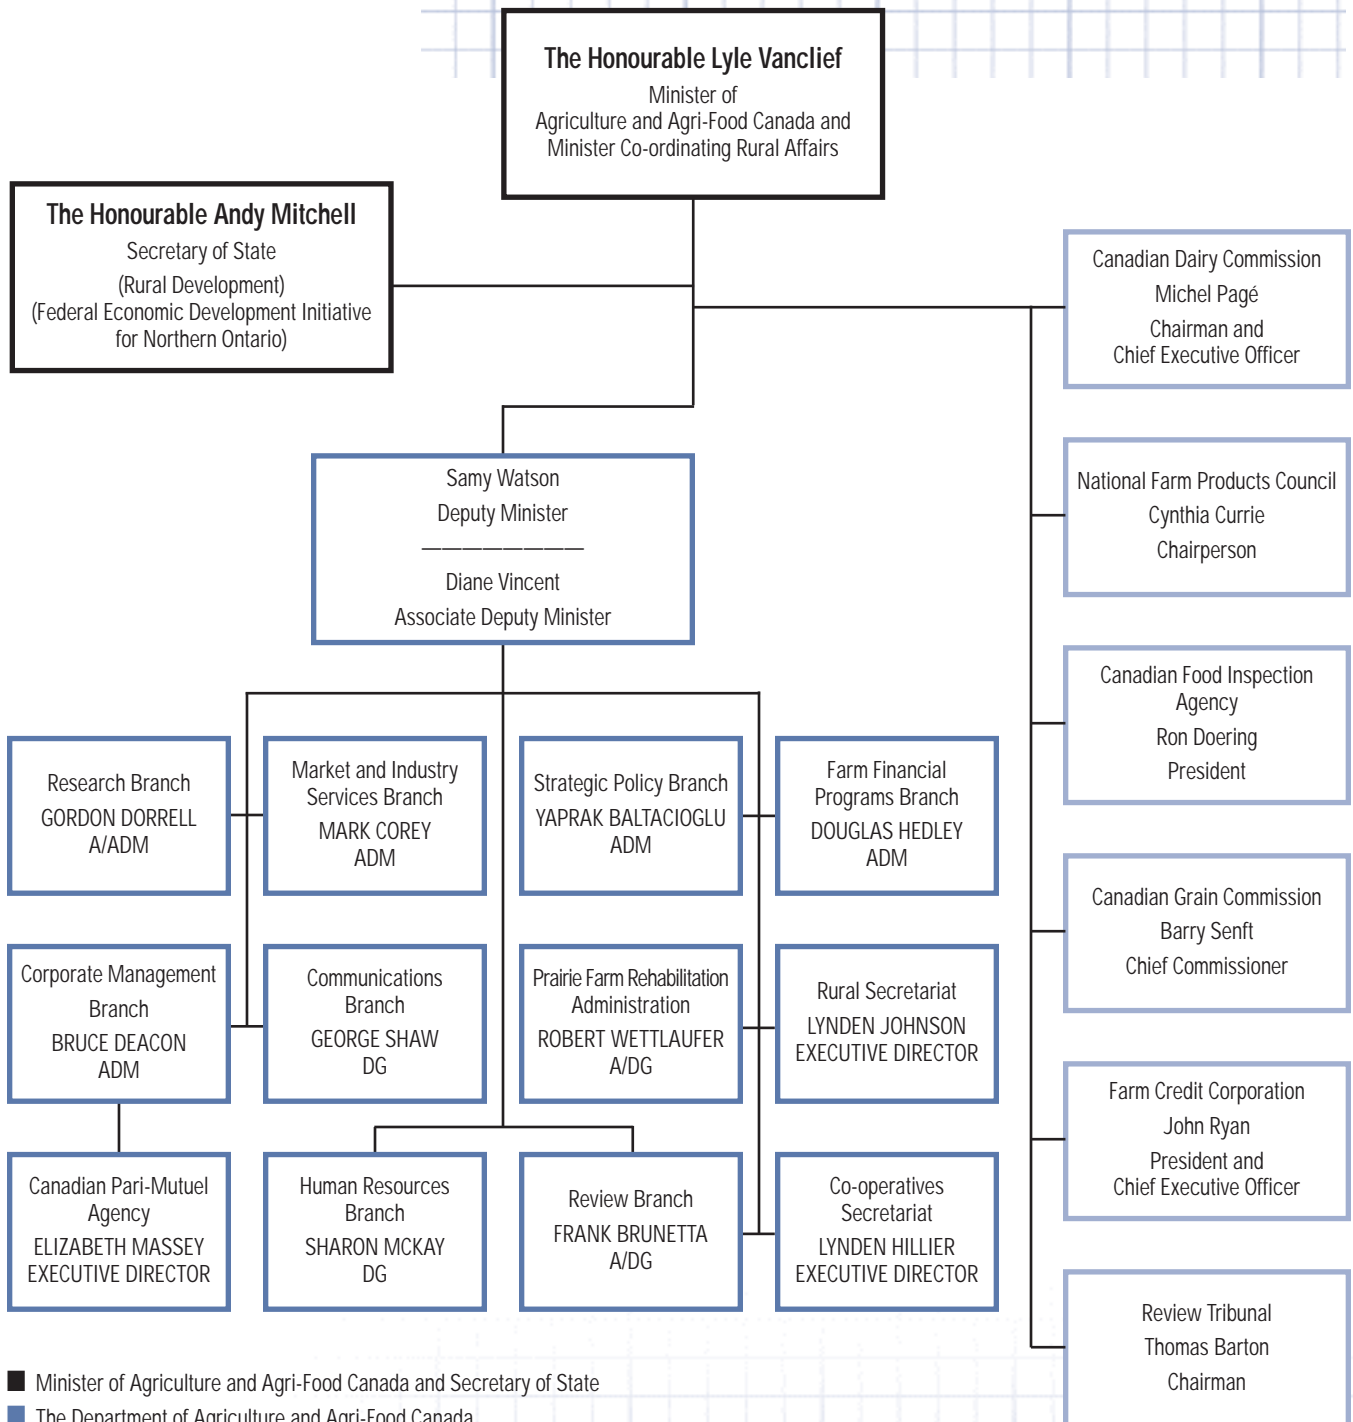 The Honourable Lyle Vanclief
Minister of
Agriculture and Agri-Food Canada and
Minister Co-ordinating Rural Affairs
The Honourable Andy Mitchell
Secretary of State
(Rural Development)
(Federal Economic Development Initiative
for Northern Ontario)
Canadian Dairy Commission
Michel Pagé
Chairman and
Chief Executive Officer
Samy Watson
Deputy Minister
————————
Diane Vincent
Associate Deputy Minister
National Farm Products Council
Cynthia Currie
Chairperson
Canadian Food Inspection
Agency
Ron Doering
President
Research Branch
GORDON DORRELL
A/ADM
Market and Industry
Services Branch
MARK COREY
ADM
Strategic Policy Branch
YAPRAK BALTACIOGLU
ADM
Farm Financial
Programs Branch
DOUGLAS HEDLEY
ADM
Canadian Grain Commission
Barry Senft
Chief Commissioner
Corporate Management
Branch
BRUCE DEACON
ADM
Communications
Branch
GEORGE SHAW
DG
Prairie Farm Rehabilitation
Administration
ROBERT WETTLAUFER
A/DG
Rural Secretariat
LYNDEN JOHNSON
EXECUTIVE DIRECTOR
Farm Credit Corporation
John Ryan
President and
Chief Executive Officer
Canadian Pari-Mutuel
Agency
ELIZABETH MASSEY
EXECUTIVE DIRECTOR
Human Resources
Branch
SHARON MCKAY
DG
Review Branch
FRANK BRUNETTA
A/DG
Co-operatives
Secretariat
LYNDEN HILLIER
EXECUTIVE DIRECTOR
Review Tribunal
Thomas Barton
Chairman
Minister of Agriculture and Agri-Food Canada and Secretary of State
The Department of Agriculture and Agri-Food Canada